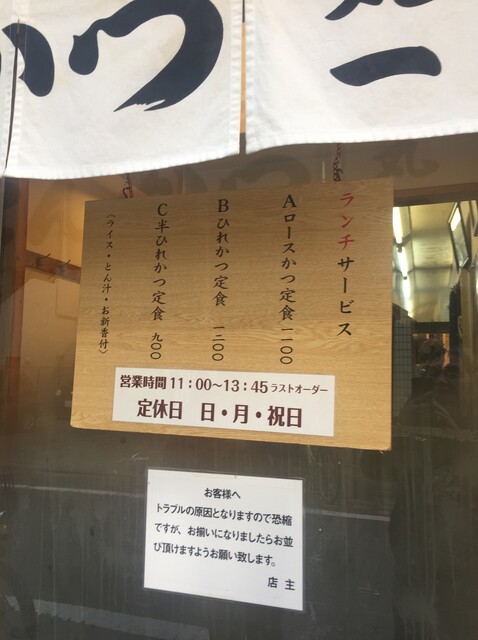 かつ
一
ランチサービス
Aロースかつ定食 一一〇〇
Bひれかつ定食 一二〇〇
C半ひれかつ定食 九〇〇
(ライス・とん汁・お新香付)
営業時間11:00～13:45ラストオーダー
定休日 日・月・祝日
お客様へ
トラブルの原因となりますので恐縮
ですが、お揃いになりましたらお並
び頂けますようお願い致します。
店 主